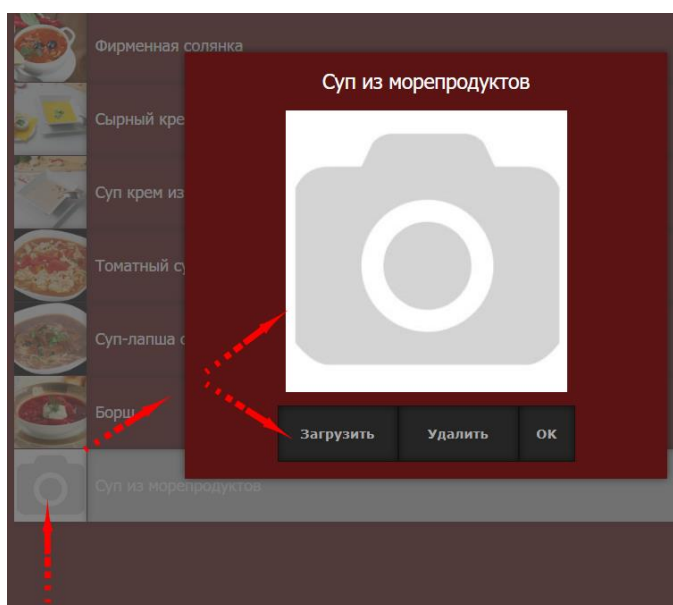 Фирменная солянка
Суп из морепродуктов
Сырный кре
Суп крем из
Томатный су
Суп-лапша с
Борщ
Загрузить Удалить OK
Суп из морепродуктов